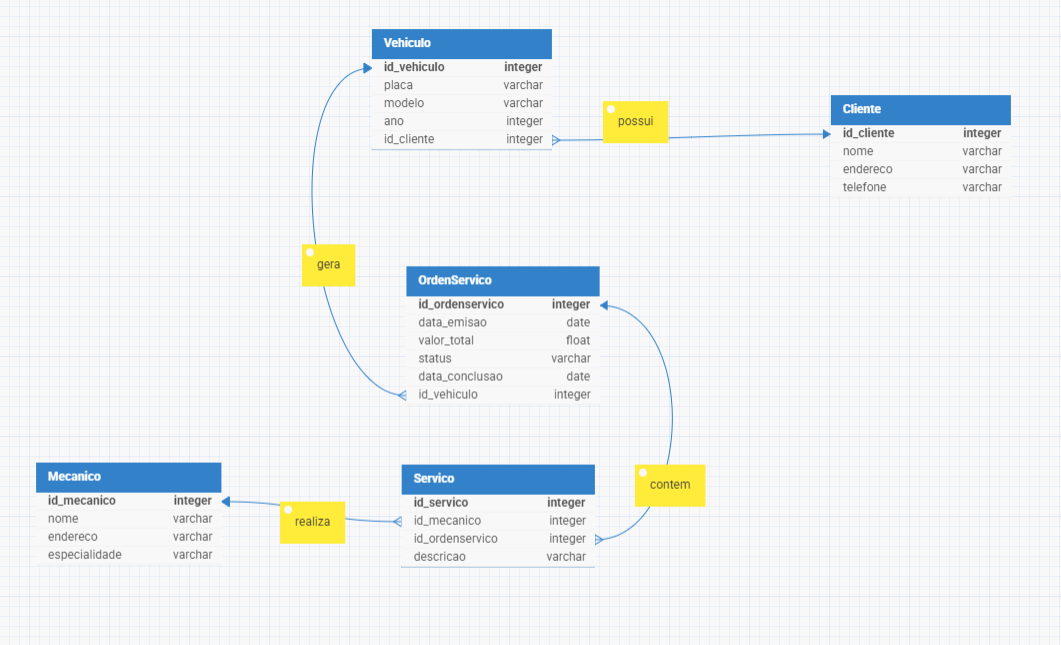 Vehiculo
id_vehiculo integer
placa varchar
modelo varchar
ano integer
id_cliente integer
possui
Cliente
id_cliente integer
nome varchar
endereco varchar
telefone varchar
gera
OrdenServico
id_ordenservico integer
data_emisao date
valor_total float
status varchar
data_conclusao date
id_vehiculo integer
Mecanico
id_mecanico integer
nome varchar
endereco varchar
especialidade varchar
realiza
Servico
id_servico integer
id_mecanico integer
id_ordenservico integer
descricao varchar
contem